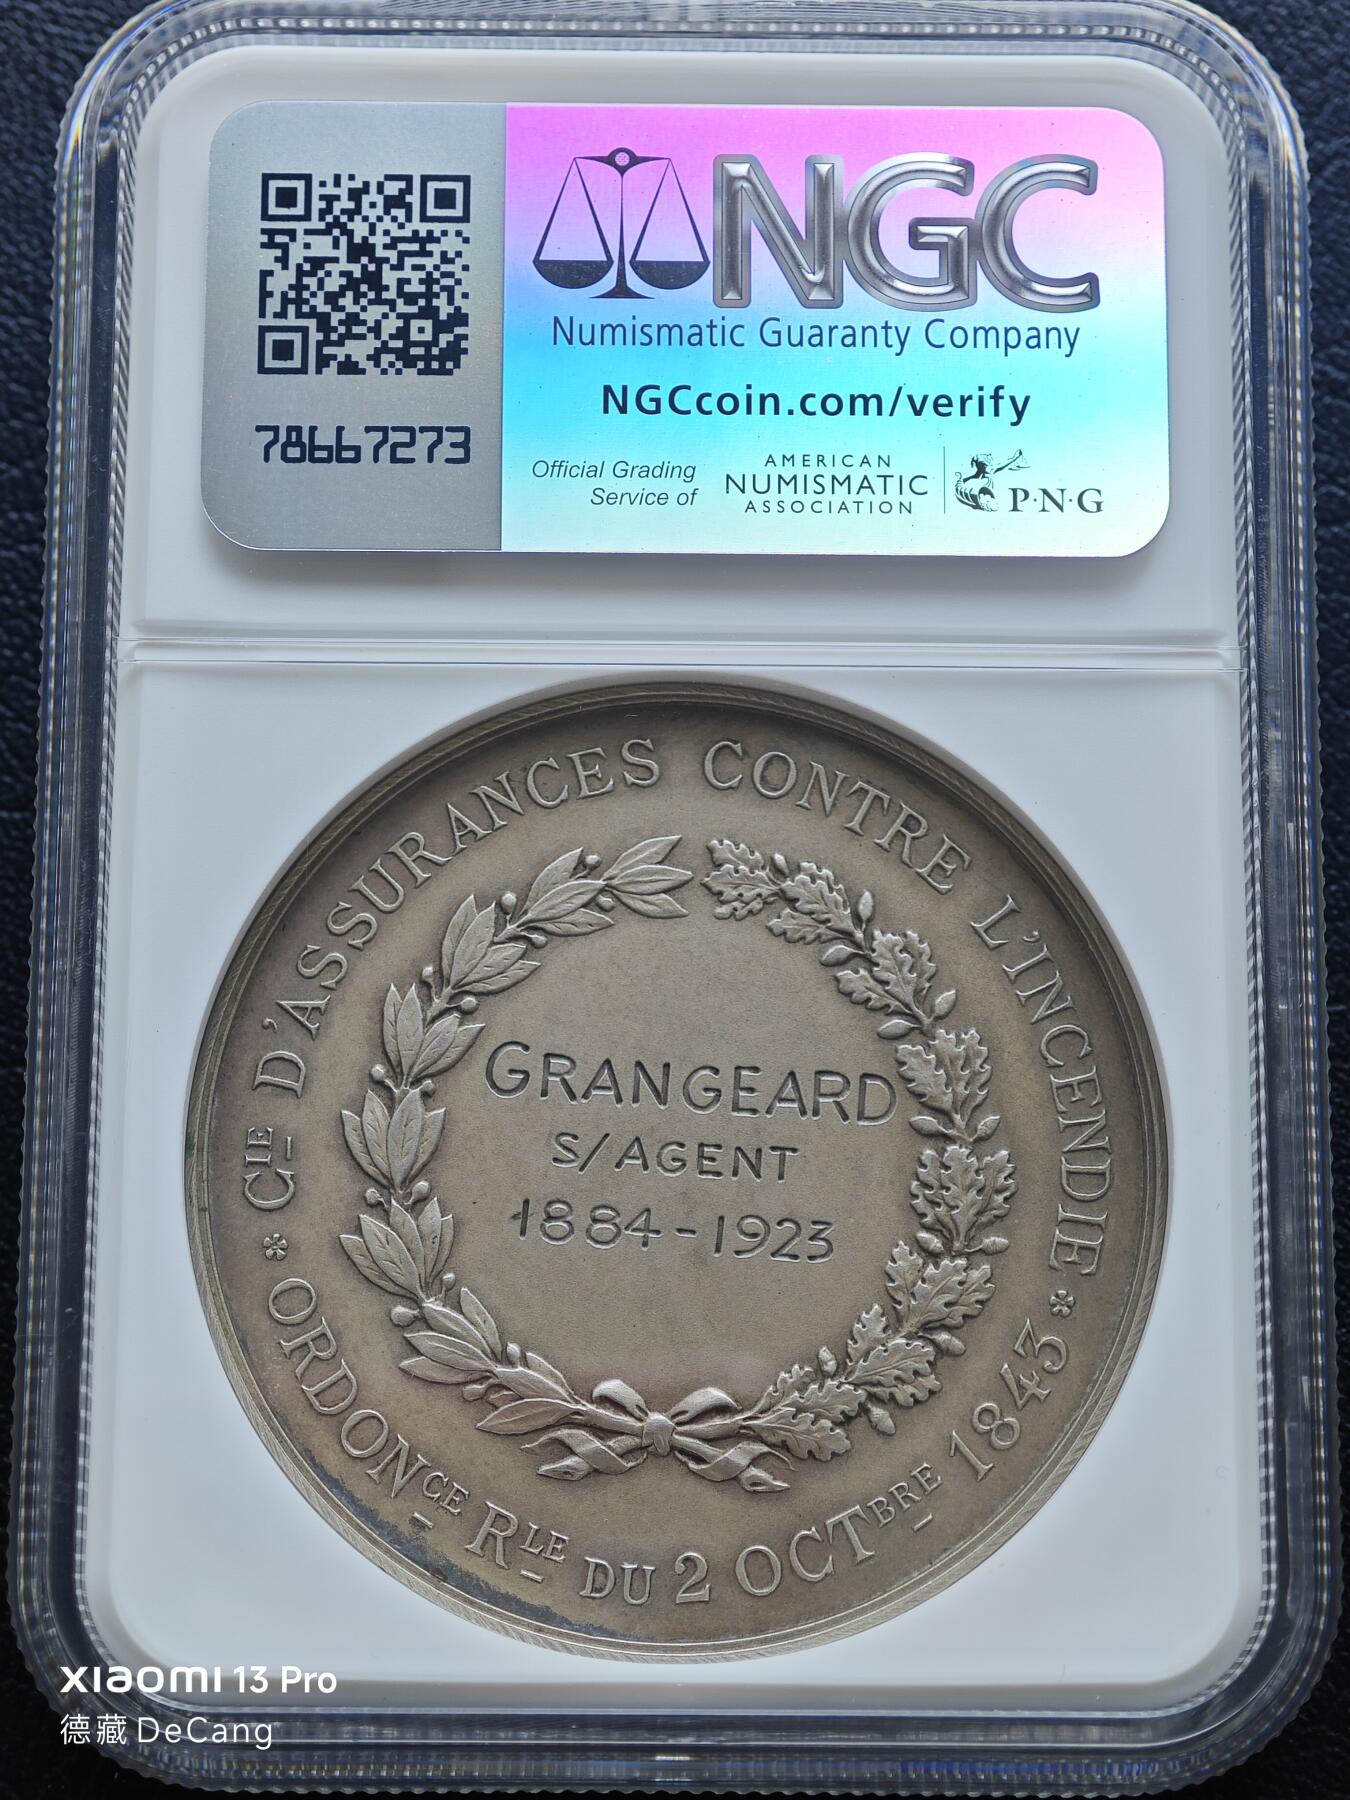 NGC
Numismatic Guaranty Company
NGCcoin.com/verify
78667273
Official Grading
Service of
AMERICAN
NUMISMATIC
ASSOCIATION
P·N·G
CIE D'ASSURANCES CONTRE L'INCENDIE
GRANGEARD
S/AGENT
1884-1923
* ORDONCE RLE DU 2 OCTBRE 1843 *
XIAOMI 13 Pro
德藏 DeCang